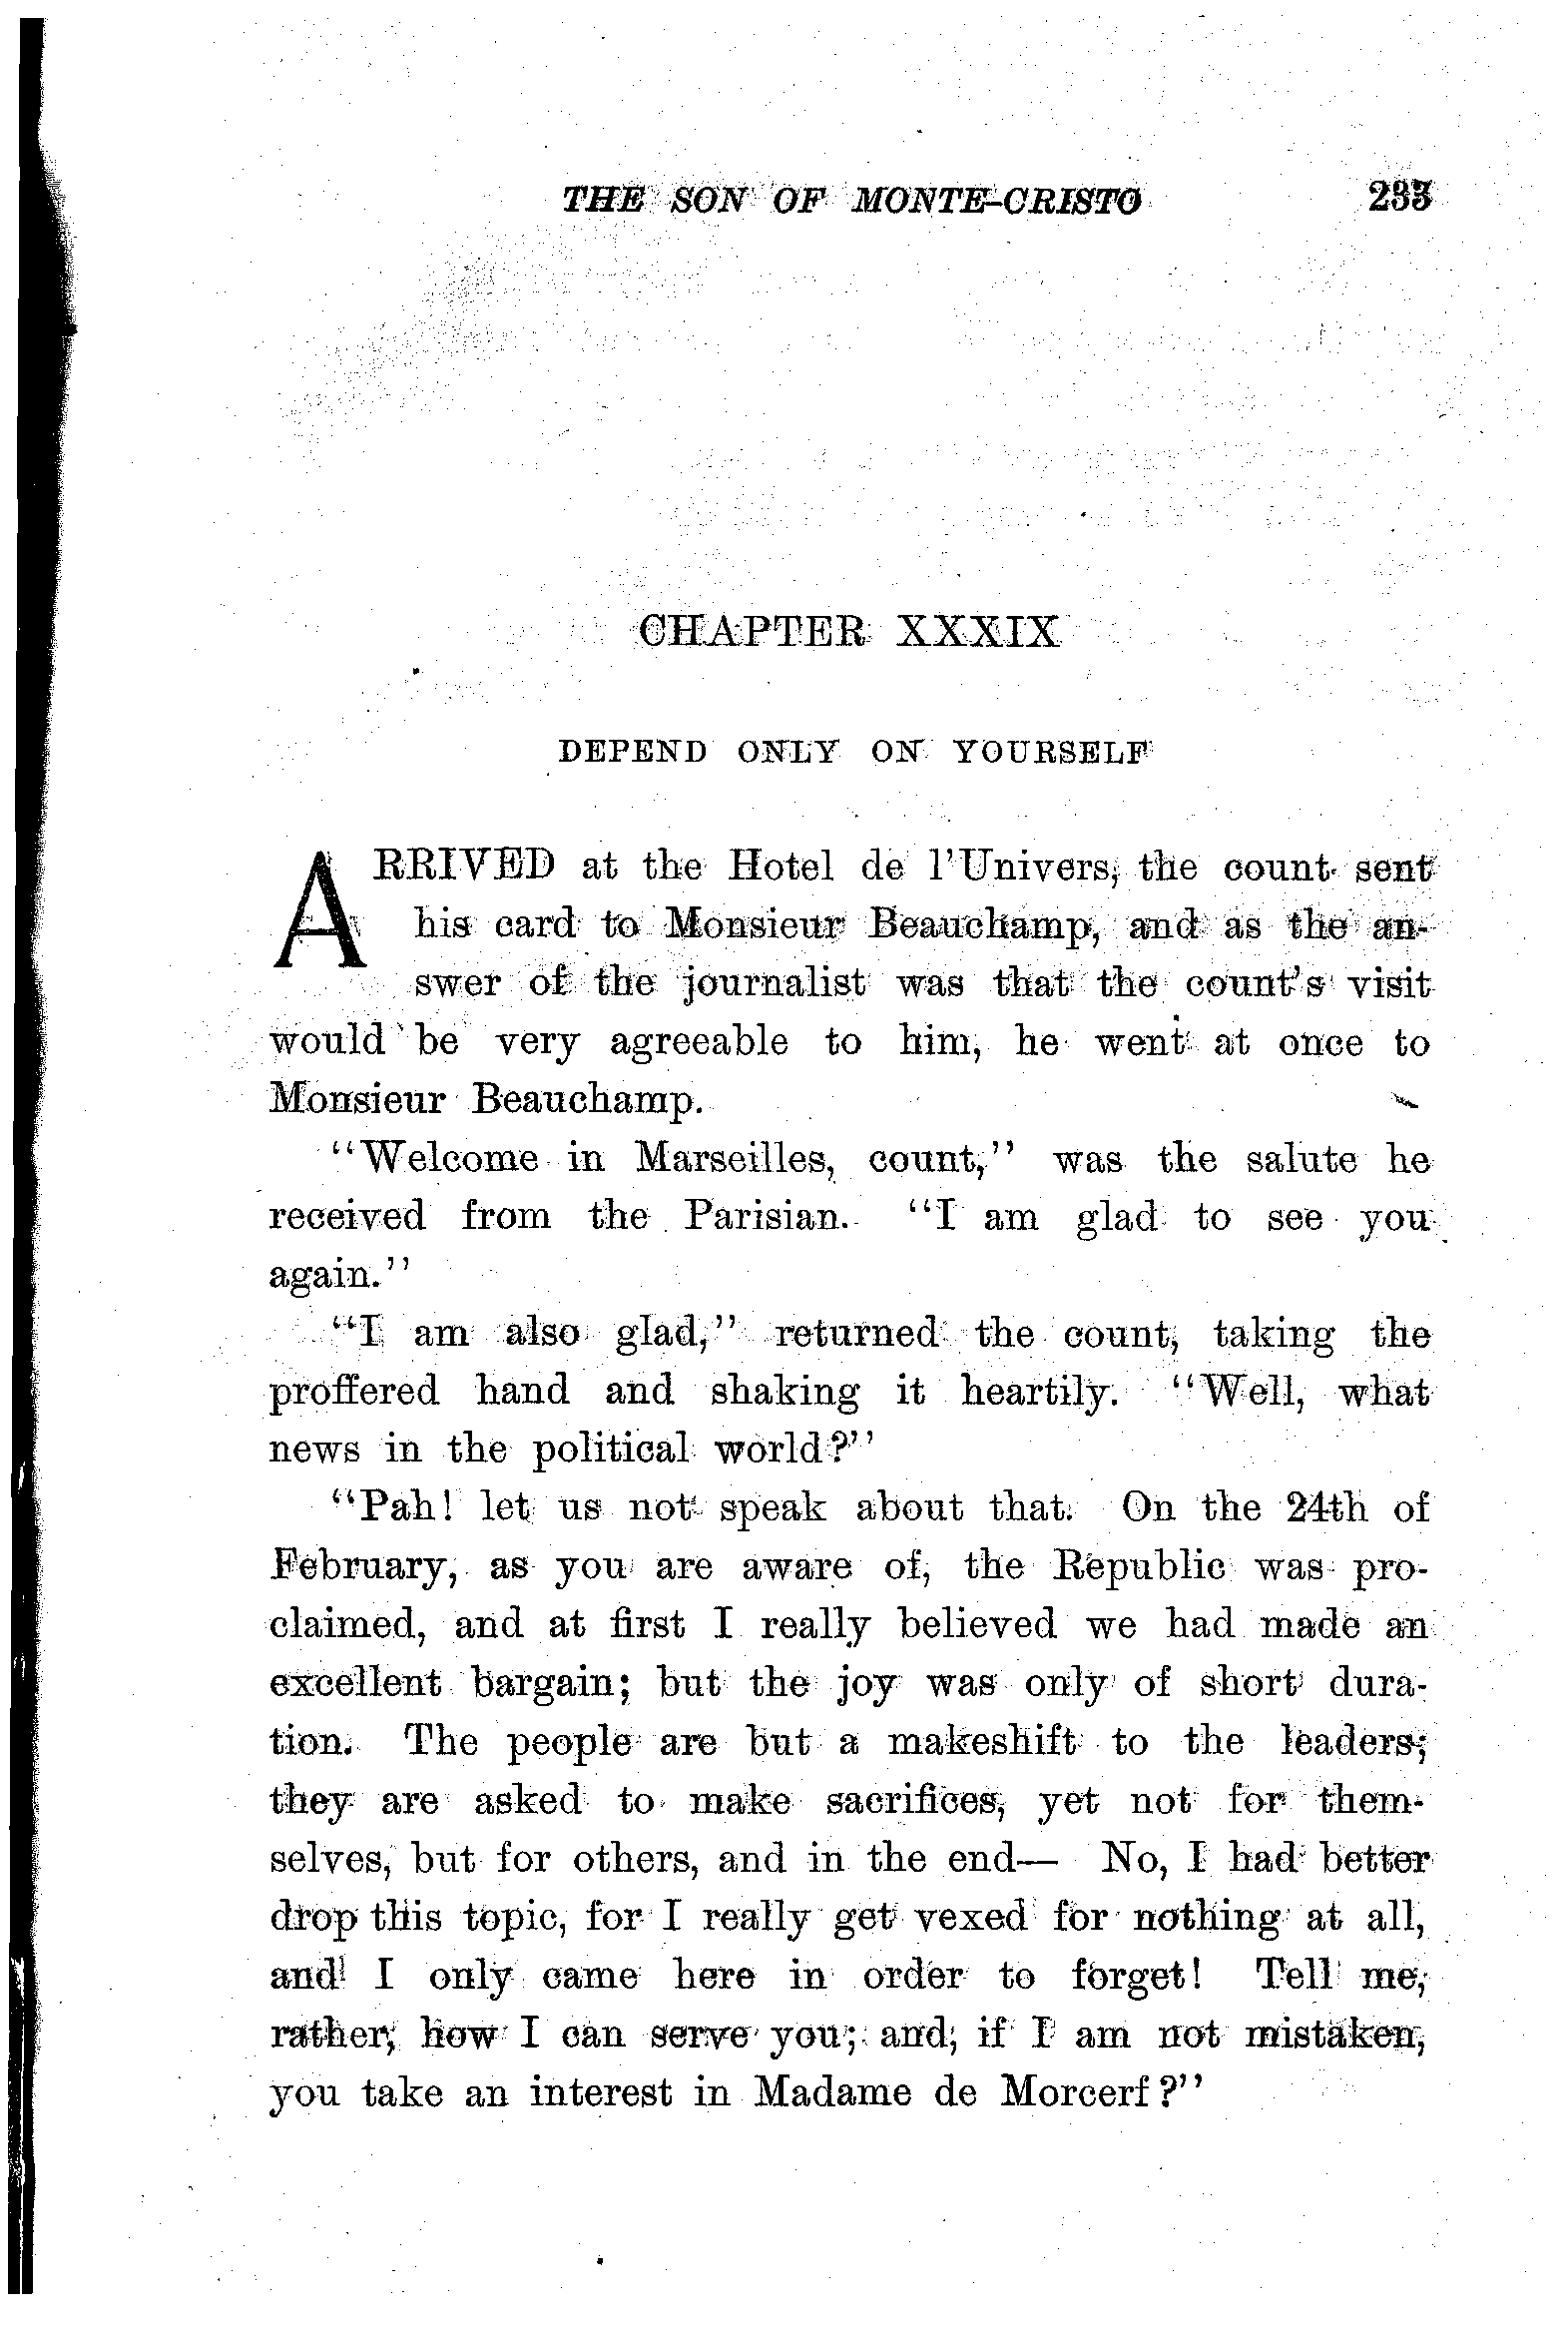 THE SON OF MONTE-CRISTO 233
CHAPTER XXXIX
DEPEND ONLY ON YOURSELF
ARRIVED at the Hotel de l'Univers, the count sent
his card to Monsieur Beauchamp, and as the an-
swer of the journalist was that the count's visit
would be very agreeable to him, he went at once to
Monsieur Beauchamp.
"Welcome in Marseilles, count," was the salute he
received from the Parisian. "I am glad to see you
again."
"I am also glad," returned the count, taking the
proffered hand and shaking it heartily. "Well, what
news in the political world?"
"Pah! let us not speak about that. On the 24th of
February, as you are aware of, the Republic was pro-
claimed, and at first I really believed we had made an
excellent bargain; but the joy was only of short dura-
tion. The people are but a makeshift to the leaders;
they are asked to make sacrifices, yet not for them-
selves, but for others, and in the end— No, I had better
drop this topic, for I really get vexed for nothing at all,
and I only came here in order to forget! Tell me,
rather, how I can serve you; and, if I am not mistaken,
you take an interest in Madame de Morcerf?"